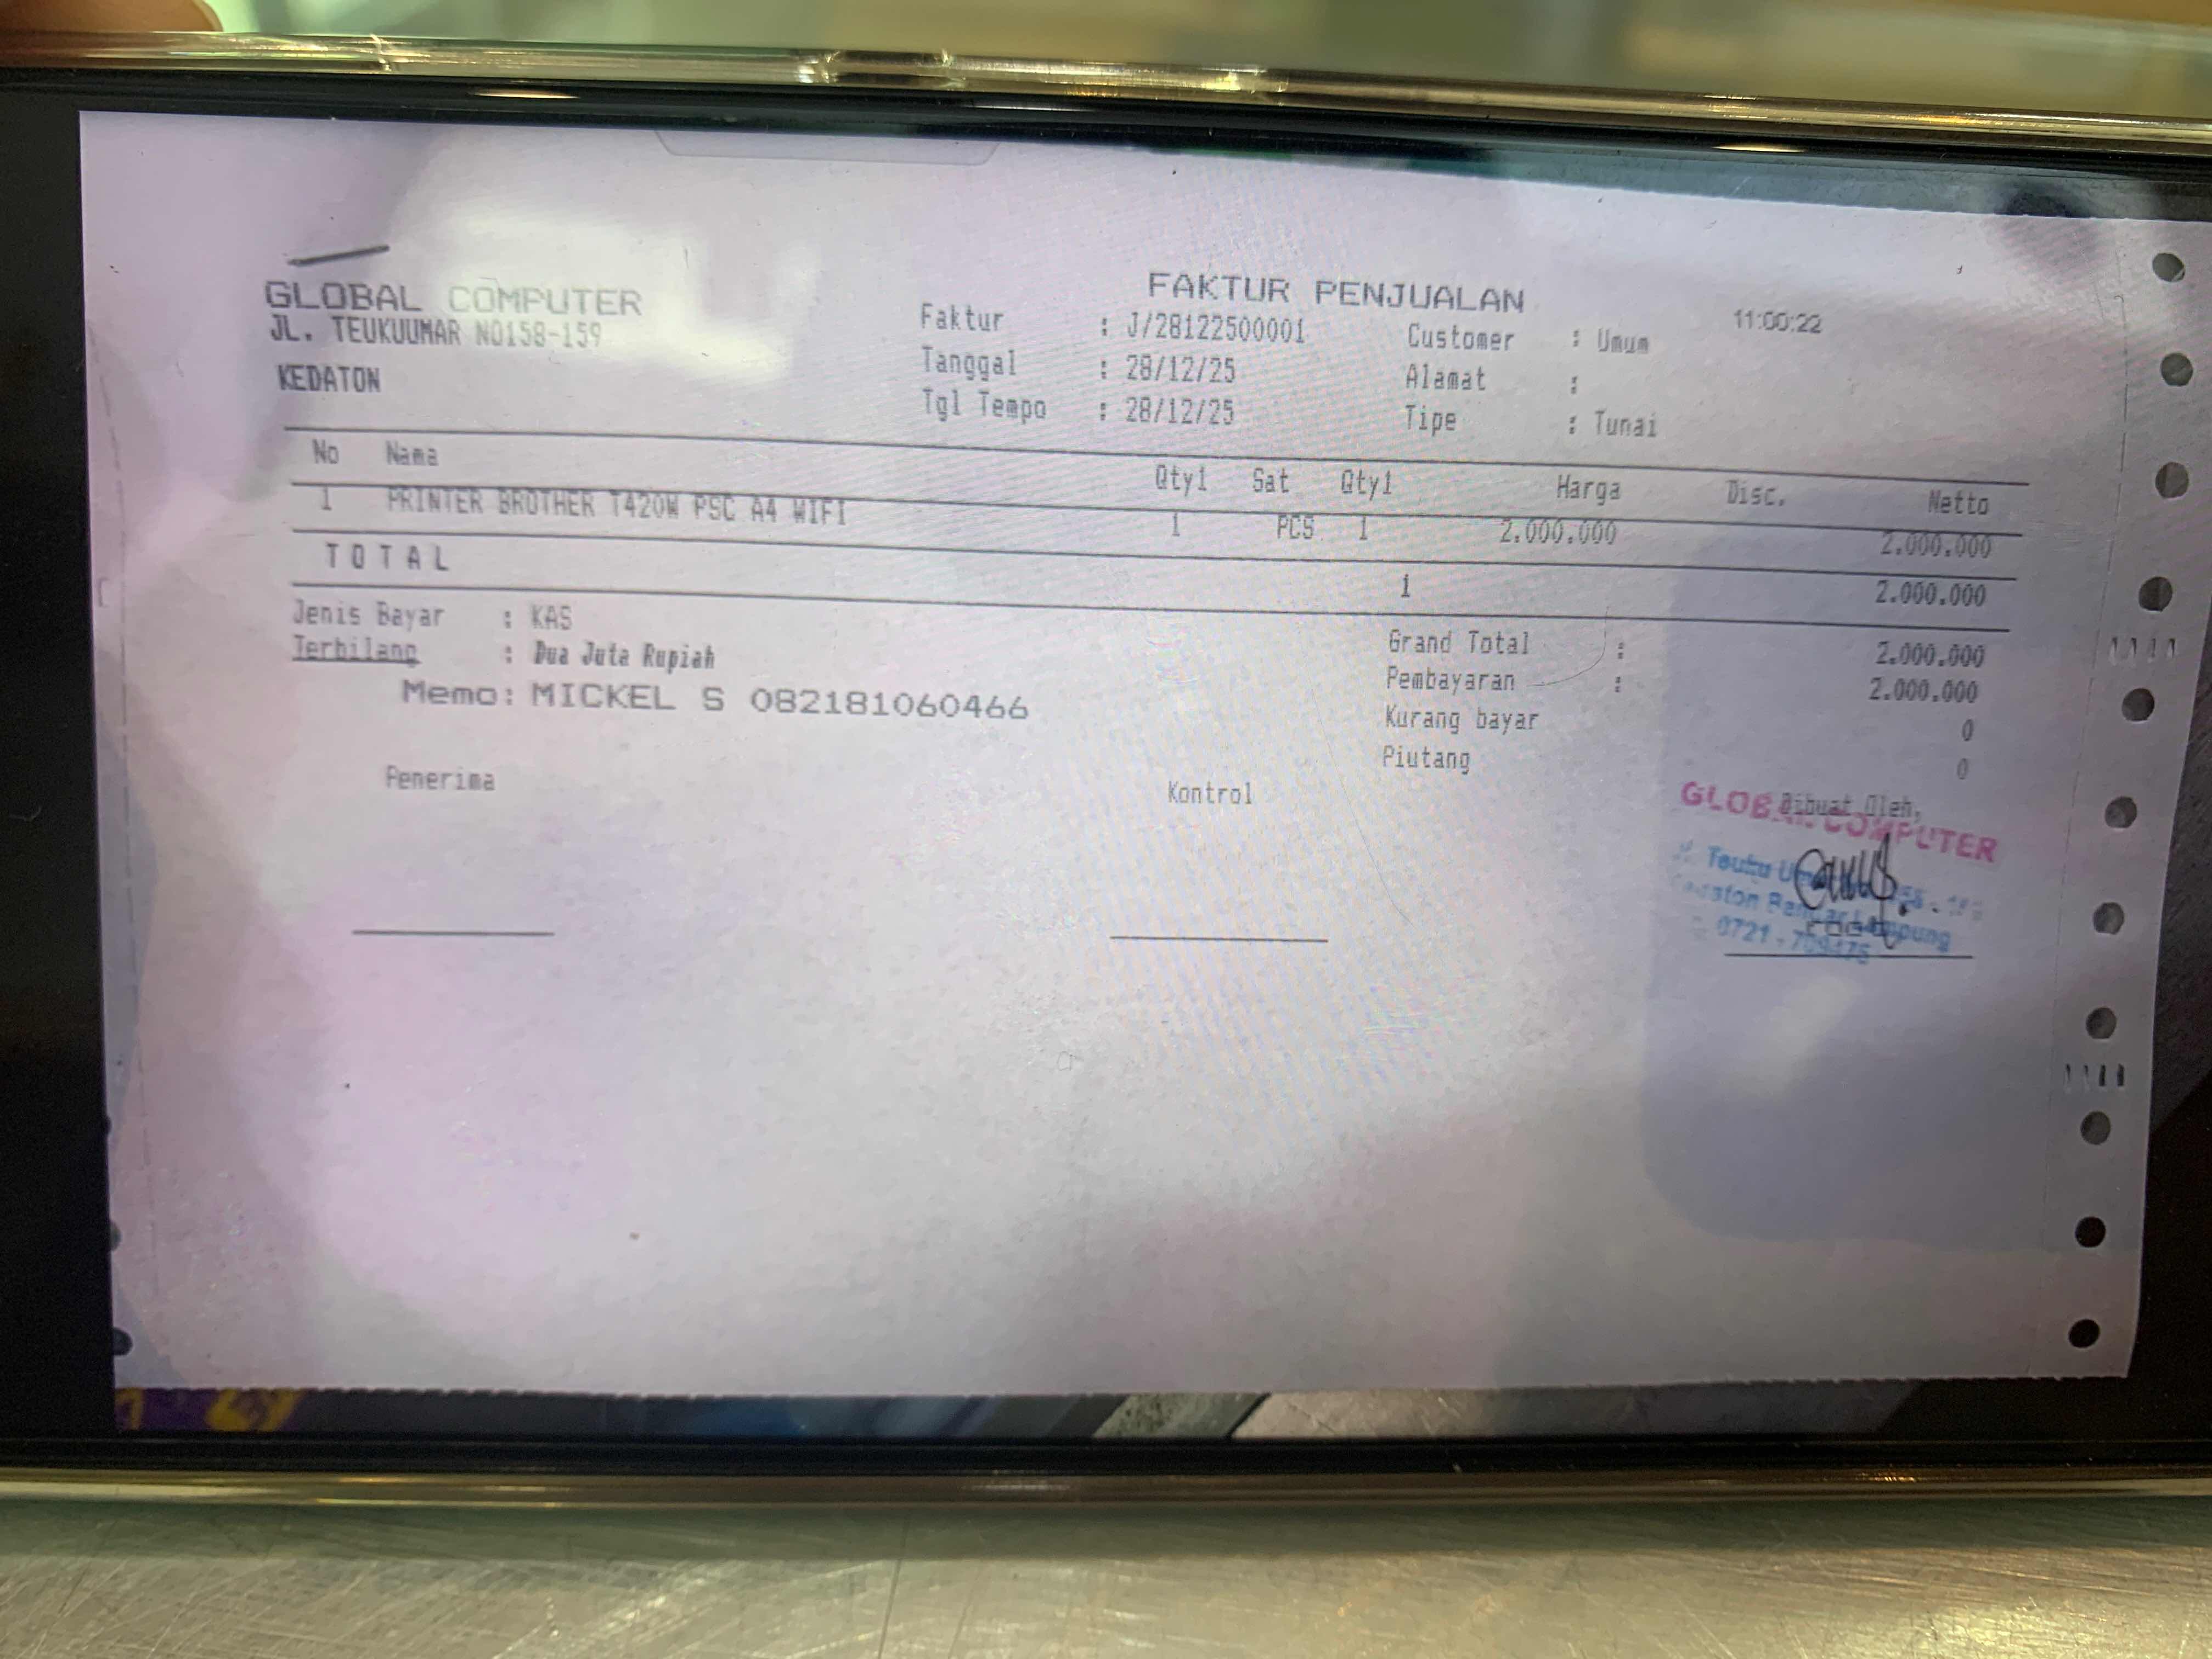 FAKTUR PENJUALAN
11:00:22
GLOBAL COMPUTER
JL. TEUKUUMAR NO158-159
KEDATON
Faktur : J/28122500001
Tanggal : 28/12/25
Tgl Tempo : 28/12/25
Customer : Umum
Alamat :
Tipe : Tunai
No Nama Qty1 Sat Qty1 Harga Disc. Netto
1 PRINTER BROTHER T420W PSC A4 WIFI 1 PCS 1 2.000.000 2.000.000
TOTAL 1 2.000.000
Jenis Bayar : KAS
Terbilang : Dua Juta Rupiah
Memo: MICKEL S 082181060466
Grand Total : 2.000.000
Pembayaran : 2.000.000
Kurang bayar 0
Piutang 0
Penerima
Kontrol
Dibuat Oleh,
GLOBAL COMPUTER
Teuku
Lampung
0721 -